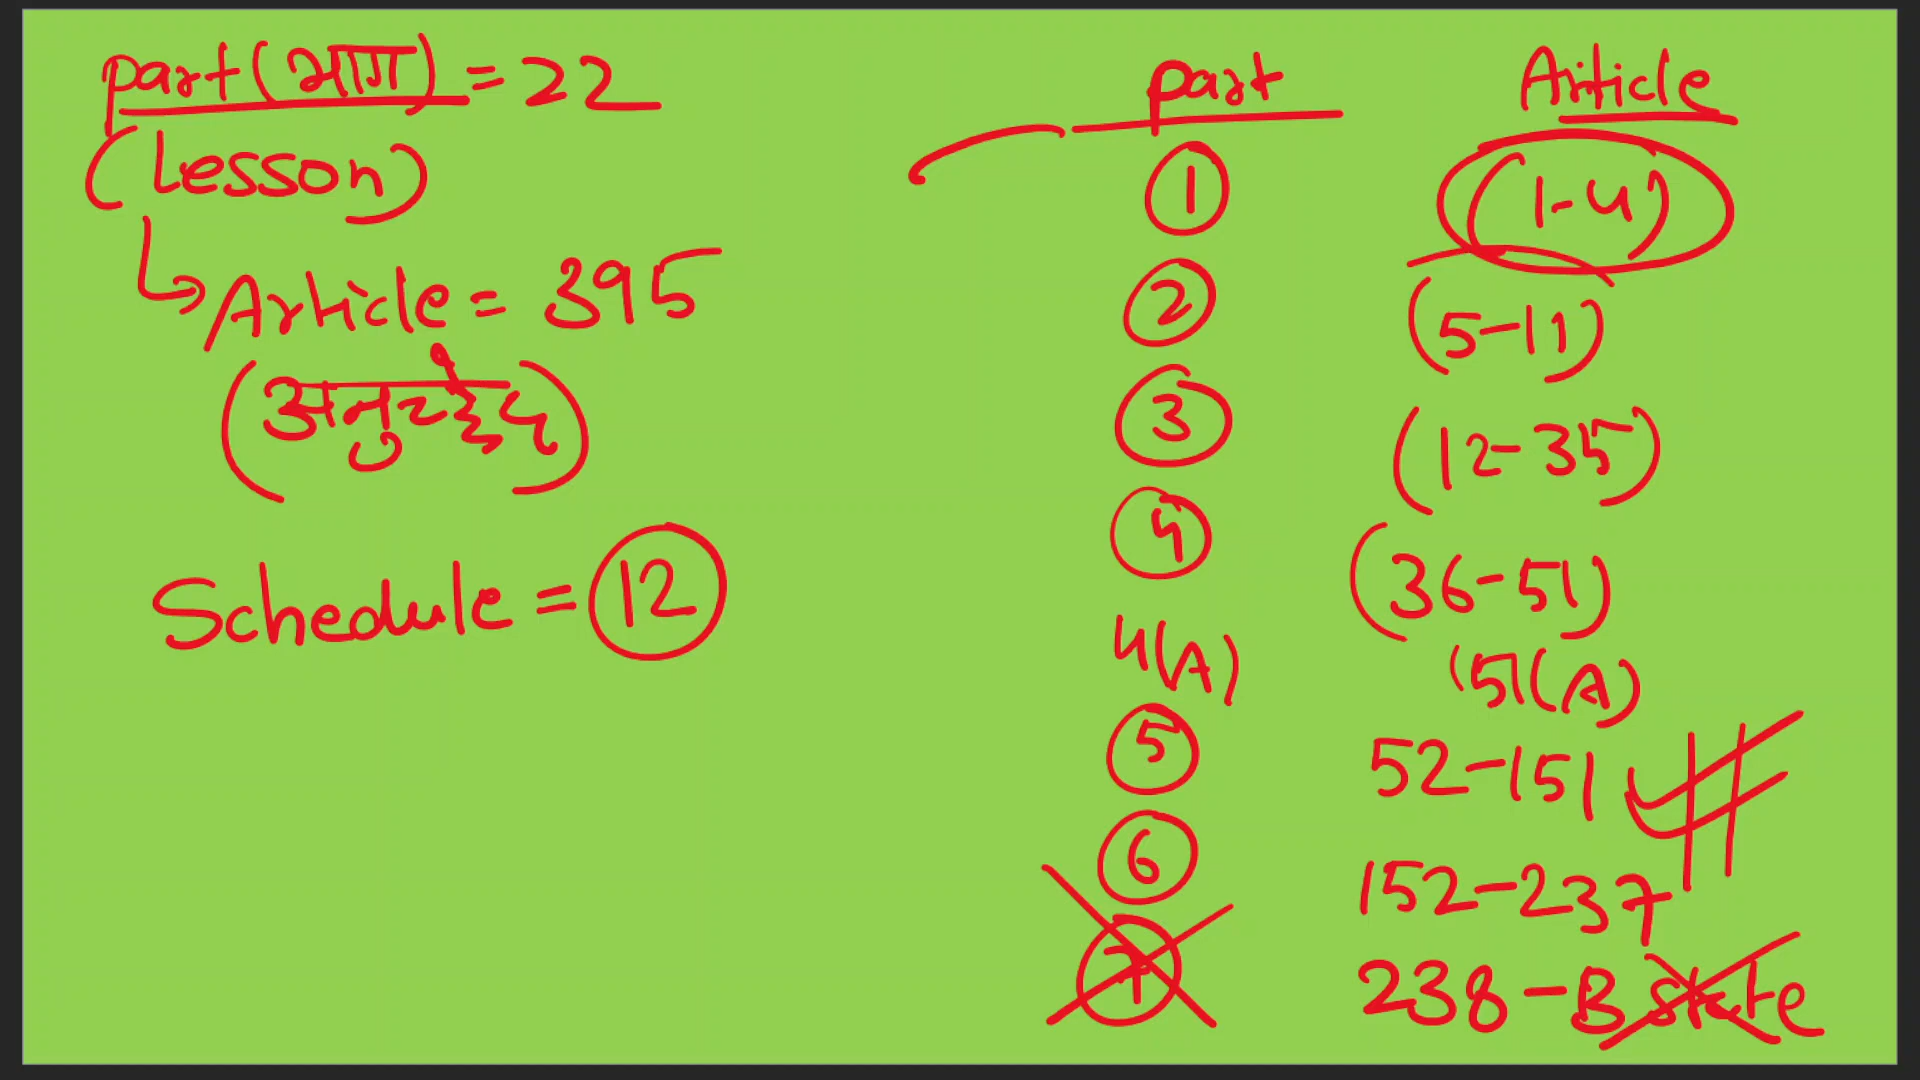 part (भाग) = 22
(Lesson)
Article = 395
(अनुच्छेद)
Schedule = 12
part Article
1 (1-4)
2 (5-11)
3 (12-35)
4 (36-51)
4(A) (51(A)
5 52-151
6 152-237
7 238-B state